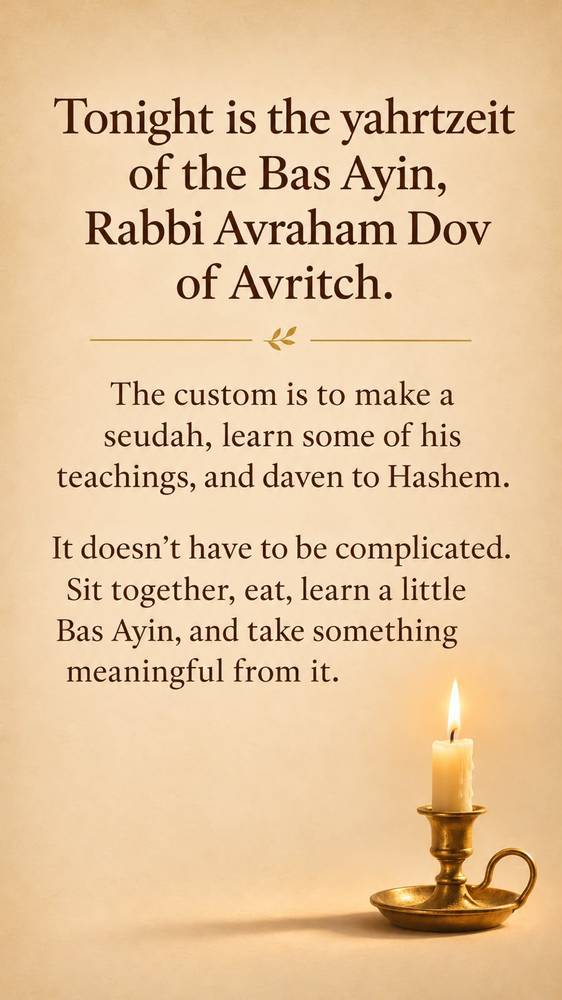 Tonight is the yahrtzeit
of the Bas Ayin,
Rabbi Avraham Dov
of Avritch.
The custom is to make a
seudah, learn some of his
teachings, and daven to Hashem.
It doesn’t have to be complicated.
Sit together, eat, learn a little
Bas Ayin, and take something
meaningful from it.